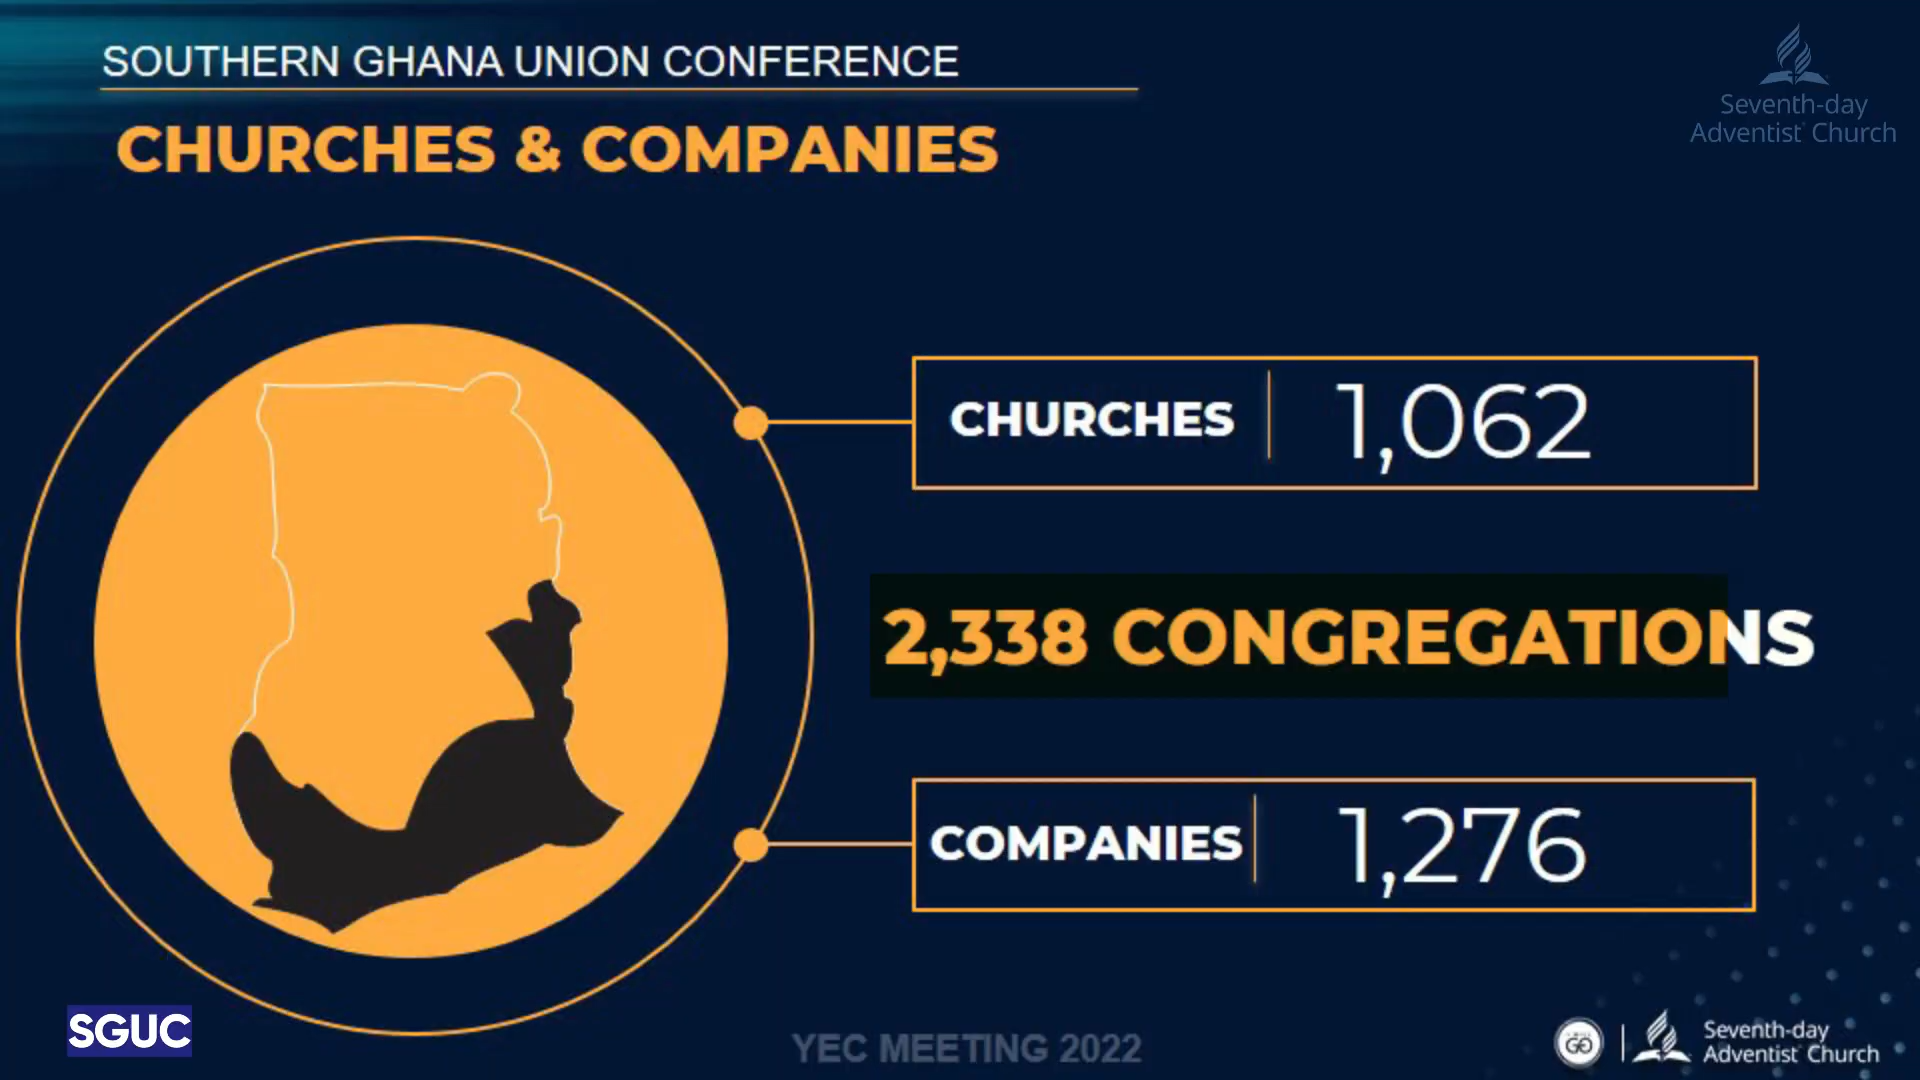 SOUTHERN GHANA UNION CONFERENCE
CHURCHES & COMPANIES
Seventh-day
Adventist Church
CHURCHES 1,062
2,338 CONGREGATIONS
COMPANIES 1,276
SGUC
YEC MEETING 2022
Seventh-day
Adventist Church